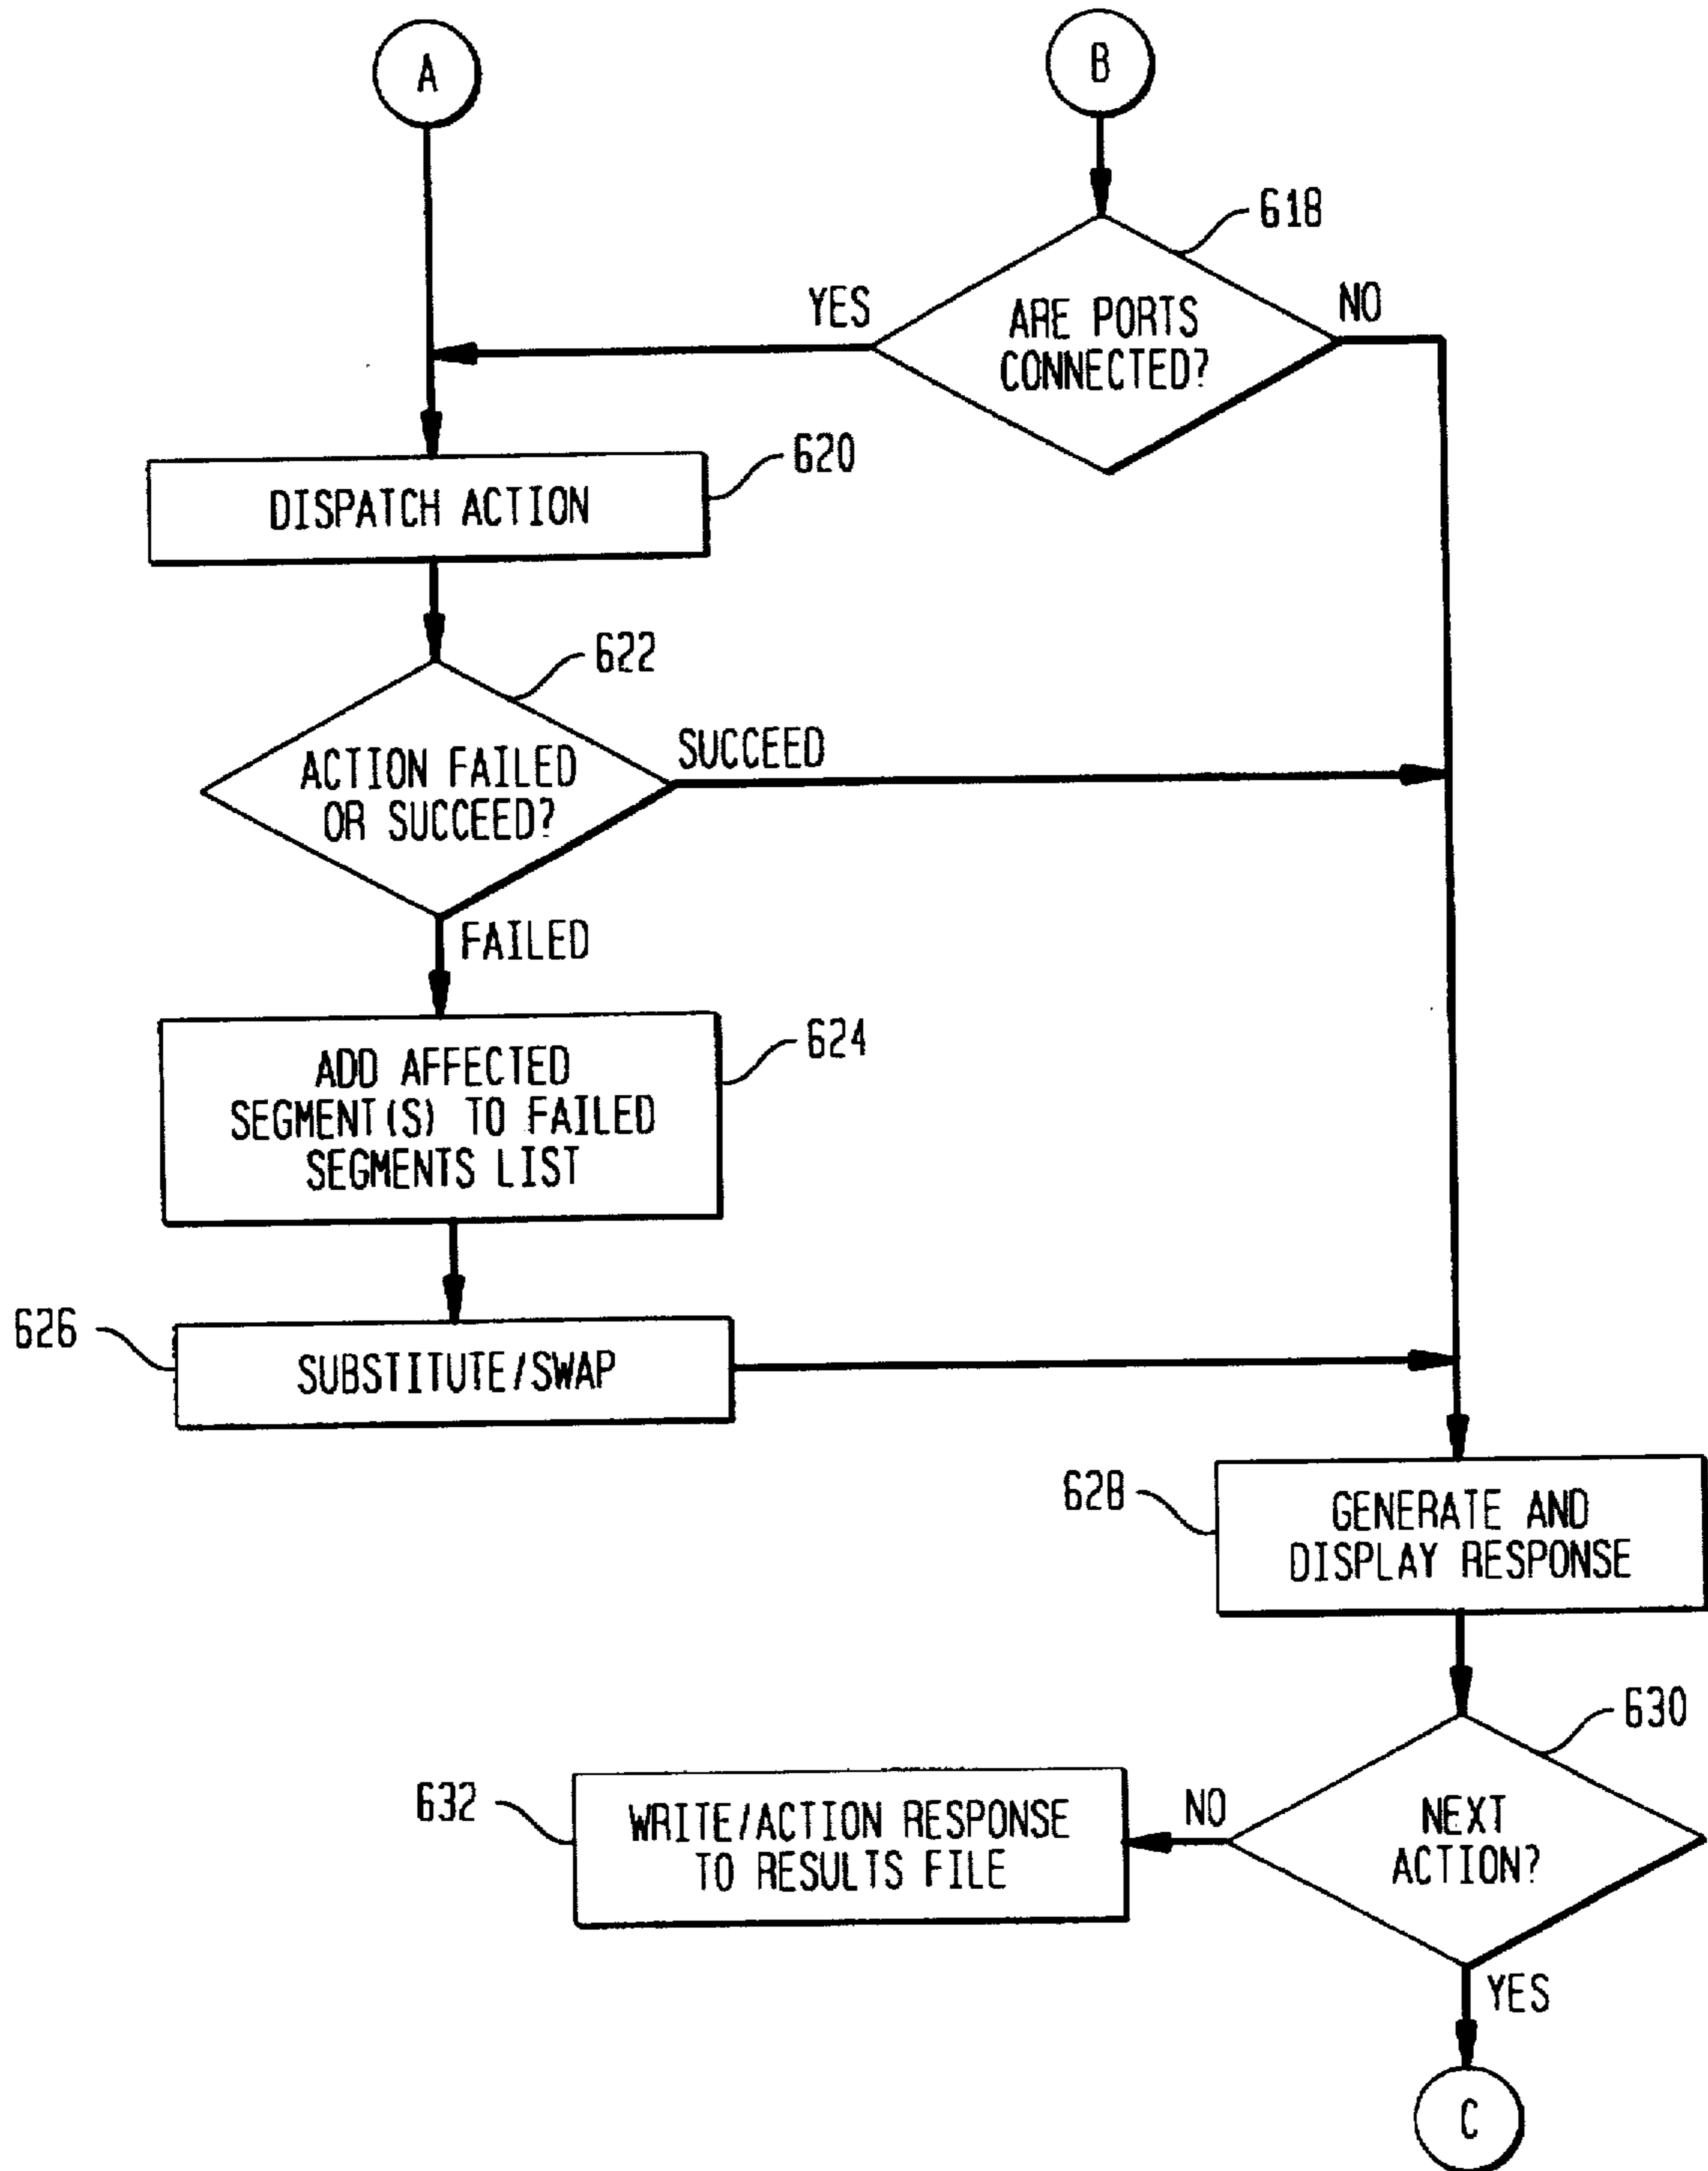 A
B
618
YES
ARE PORTS
CONNECTED?
NO
620
DISPATCH ACTION
622
ACTION FAILED
OR SUCCEED?
SUCCEED
FAILED
624
ADD AFFECTED
SEGMENT(S) TO FAILED
SEGMENTS LIST
626
SUBSTITUTE/SWAP
628
GENERATE AND
DISPLAY RESPONSE
630
632
WRITE/ACTION RESPONSE
TO RESULTS FILE
NO
NEXT
ACTION?
YES
C